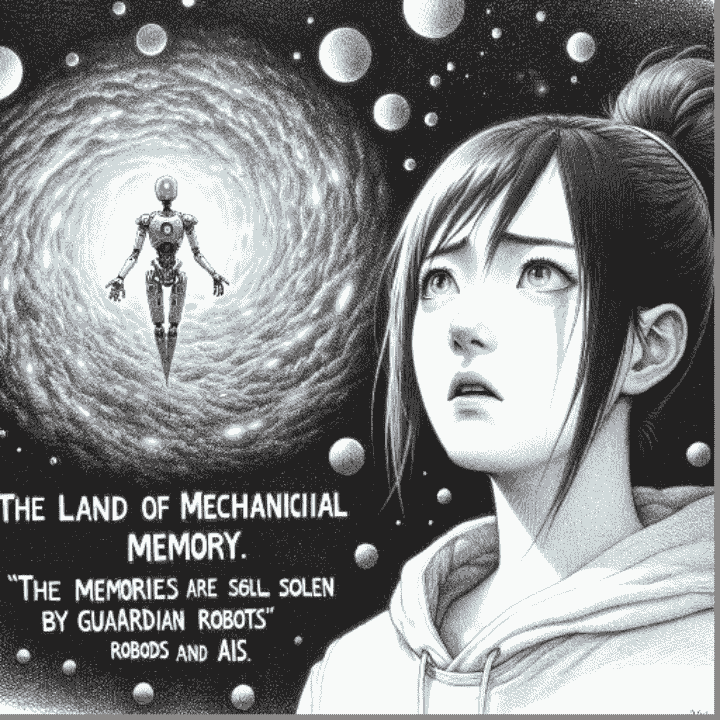 THE LAND OF MECHANICIIAL
MEMORY.
"THE MEMORIES ARE SGLL SOLEN
BY GUAARDIAN ROBOTS"
ROBODS AND AIS.